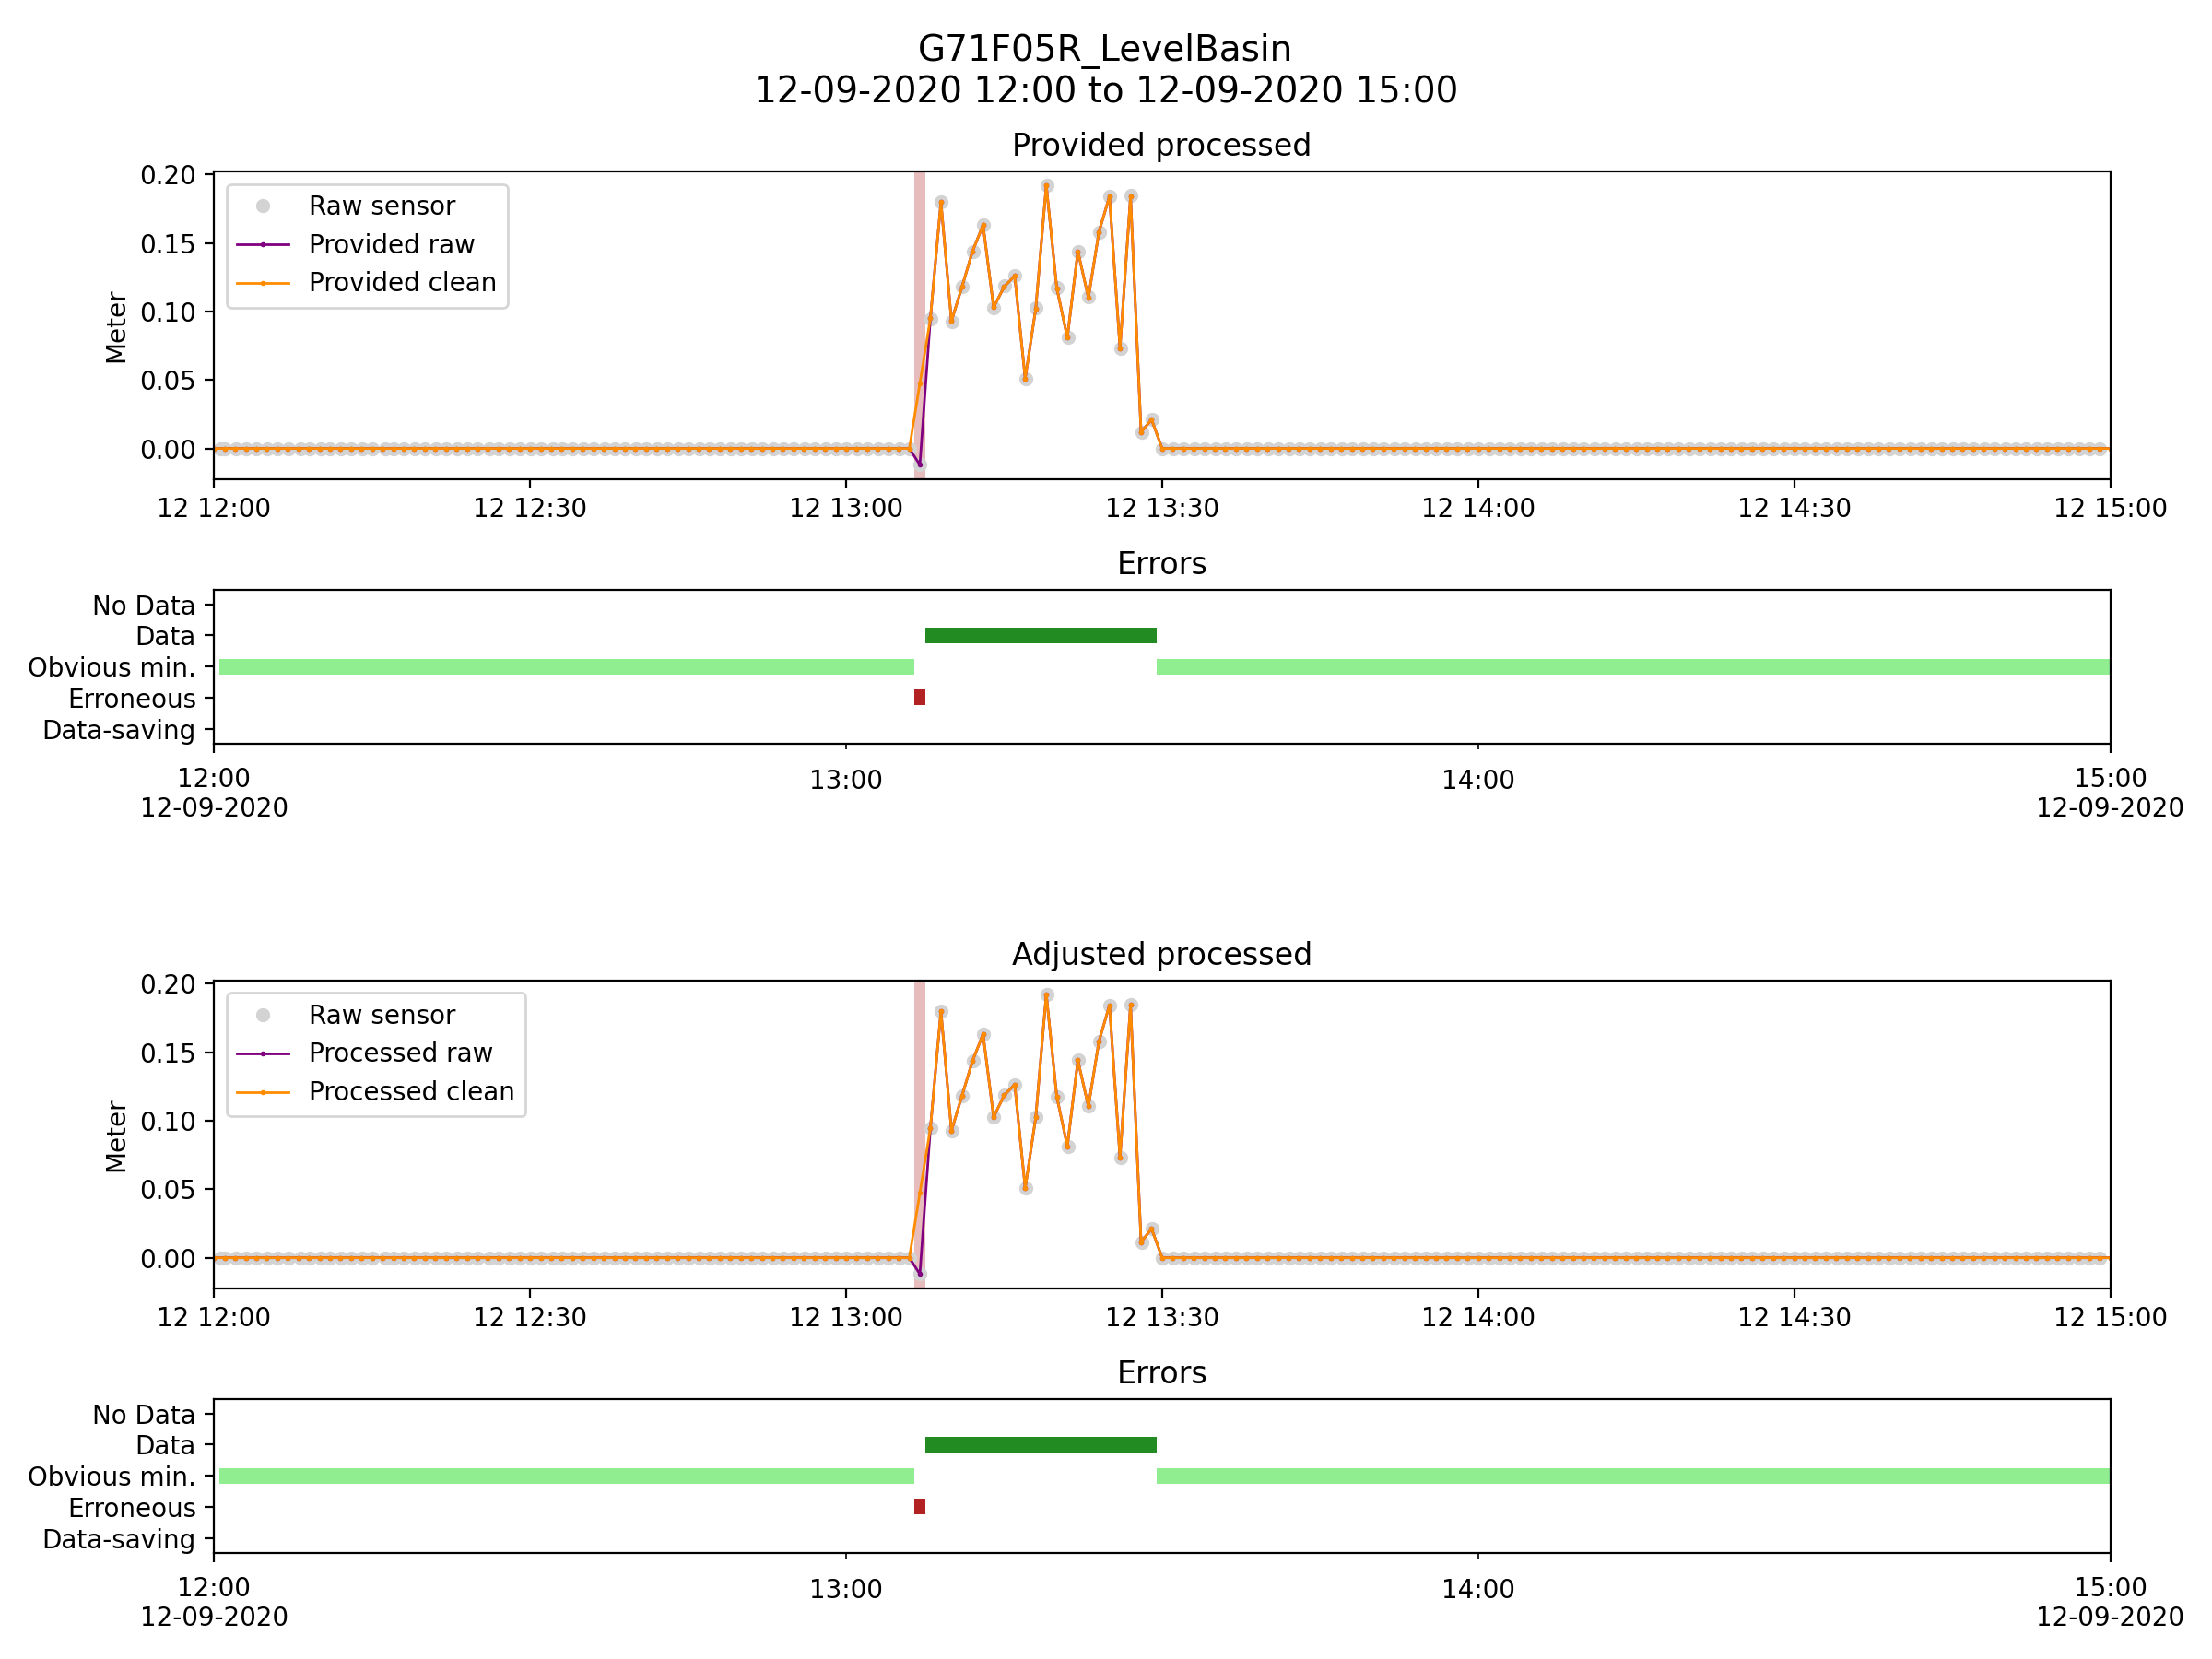 G71F05R_LevelBasin
12-09-2020 12:00 to 12-09-2020 15:00
Provided processed
0.20
0.15
0.10
0.05
0.00
Meter
Raw sensor
Provided raw
Provided clean
12 12:00 12 12:30 12 13:00 12 13:30 12 14:00 12 14:30 12 15:00
Errors
No Data
Data
Obvious min.
Erroneous
Data-saving
12:00 13:00 14:00 15:00
12-09-2020 12-09-2020
Adjusted processed
0.20
0.15
0.10
0.05
0.00
Meter
Raw sensor
Processed raw
Processed clean
12 12:00 12 12:30 12 13:00 12 13:30 12 14:00 12 14:30 12 15:00
Errors
No Data
Data
Obvious min.
Erroneous
Data-saving
12:00 13:00 14:00 15:00
12-09-2020 12-09-2020